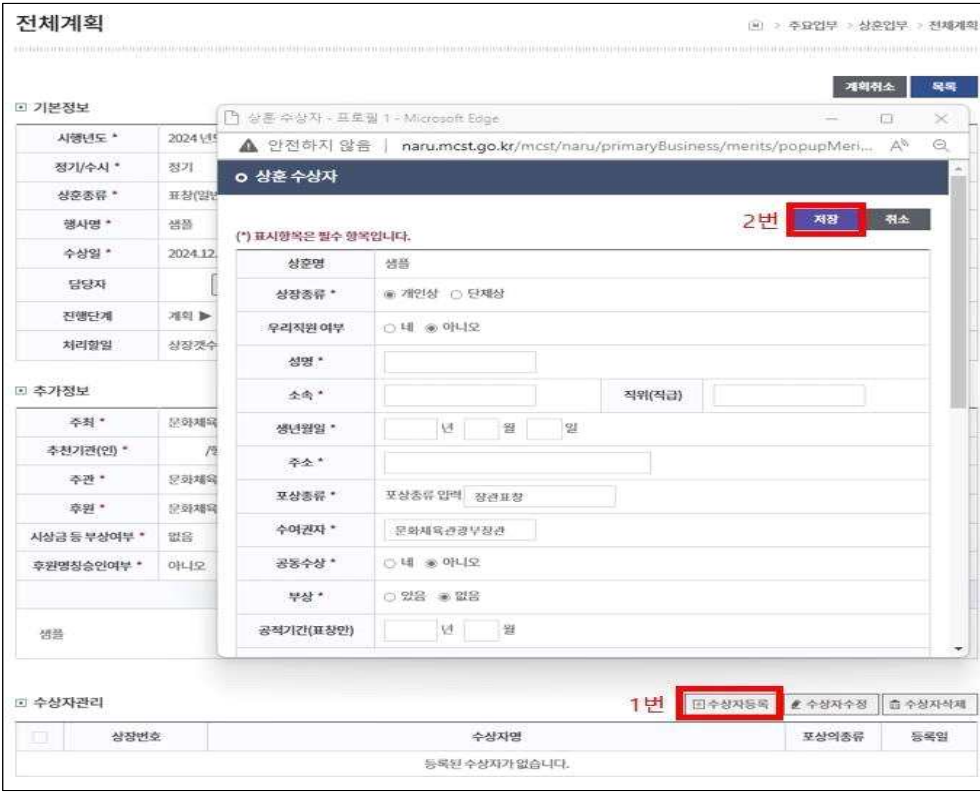 전체계획
> 주요업무 > 상훈업무 > 전체계획
계획취소 목록
기본정보
상훈 수상자 - 프로필 1 - Microsoft Edge
시행년도 * 2024년
안전하지 않음 | naru.mcst.go.kr/mcst/naru/primaryBusiness/merits/popupMeri...
정기/수시 * 정기
상훈 수상자
상훈종류 * 표창(일반
행사명 * 샘플
2번 저장 취소
(*) 표시항목은 필수 항목입니다.
수상일 * 2024.12.
상훈명 샘플
담당자
상장종류 * 개인상 단체상
진행단계 계획 ▶
우리직원 여부 네 아니오
처리할일 상장갯수
성명 *
추가정보
소속 * 직위(직급)
주최 * 문화체육
생년월일 * 년 월 일
추천기관(인) *
주소 *
주관 * 문화체육
포상종류 * 포상종류 입력 장관표창
후원 * 문화체육
수여권자 * 문화체육관광부장관
시상금 등 부상여부 * 없음
공동수상 * 네 아니오
후원명칭승인여부 * 아니오
부상 * 있음 없음
샘플
공적기간(표창만) 년 월
수상자관리
1번 수상자등록 수상자수정 수상자삭제
상장번호 수상자명 포상의종류 등록일
등록된 수상자가 없습니다.